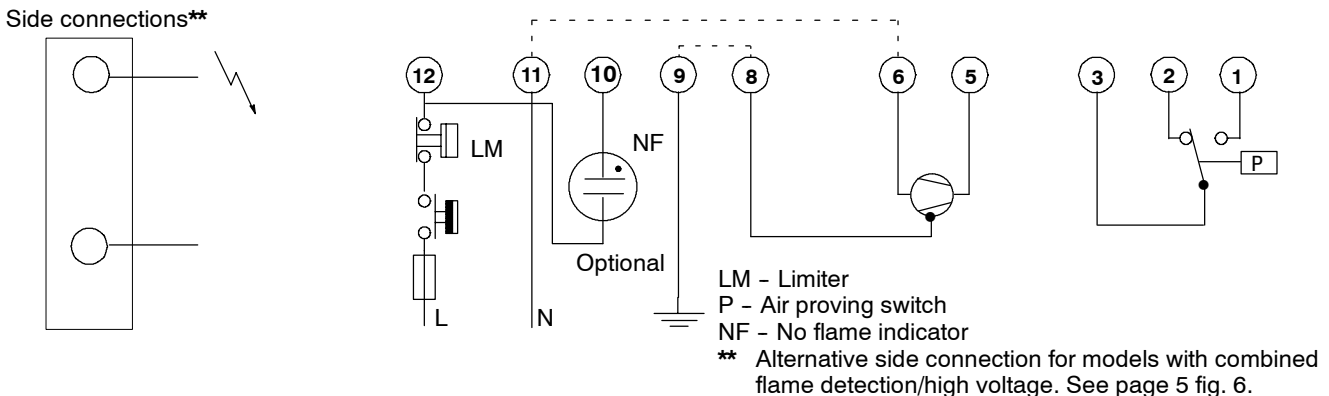 Side connections**
12 11 10 9 8 6 5 3 2 1
LM
NF
P
Optional
L N
LM – Limiter
P – Air proving switch
NF – No flame indicator
** Alternative side connection for models with combined
flame detection/high voltage. See page 5 fig. 6.